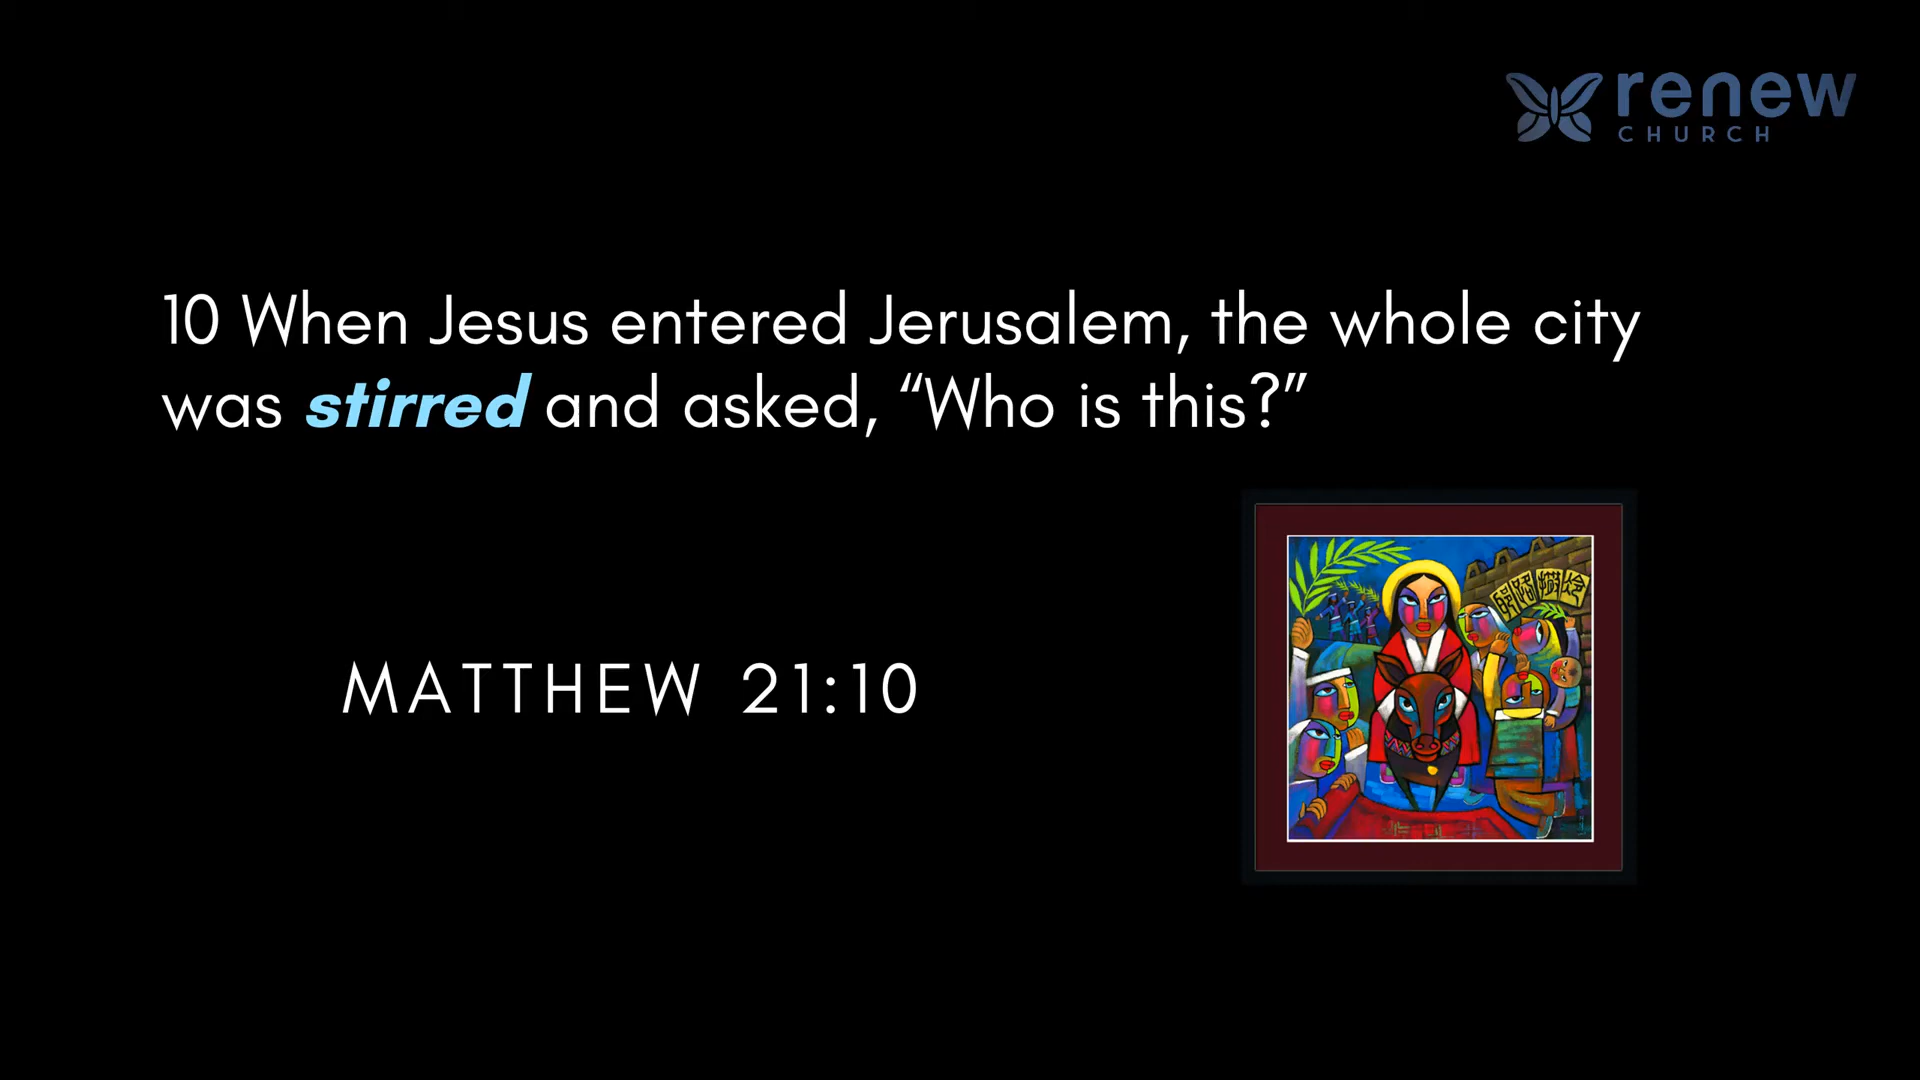 renew
CHURCH
10 When Jesus entered Jerusalem, the whole city
was stirred and asked, “Who is this?”
MATTHEW 21:10